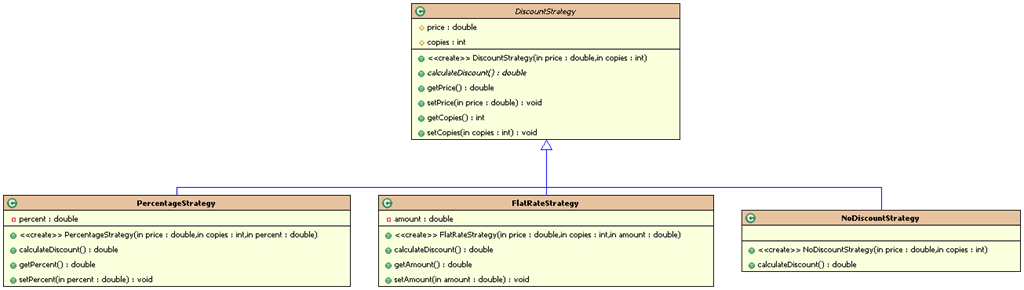 DiscountStrategy
price : double
copies : int
<<create>> DiscountStrategy(in price : double,in copies : int)
calculateDiscount() : double
getPrice() : double
setPrice(in price : double) : void
getCopies() : int
setCopies(in copies : int) : void
PercentageStrategy
percent : double
<<create>> PercentageStrategy(in price : double,in copies : int,in percent : double)
calculateDiscount() : double
getPercent() : double
setPercent(in percent : double) : void
FlatRateStrategy
amount : double
<<create>> FlatRateStrategy(in price : double,in copies : int,in amount : double)
calculateDiscount() : double
getAmount() : double
setAmount(in amount : double) : void
NoDiscountStrategy
<<create>> NoDiscountStrategy(in price : double,in copies : int)
calculateDiscount() : double